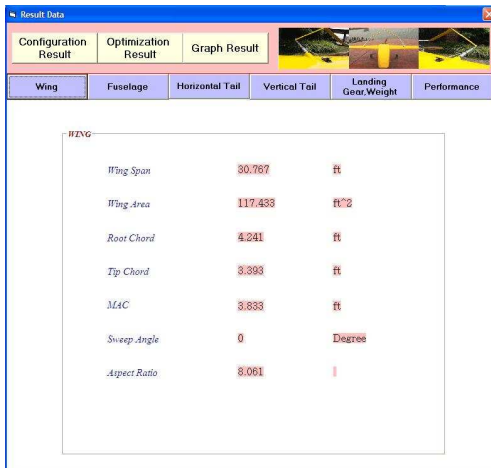 Result Data
Configuration Result
Optimization Result
Graph Result
Wing
Fuselage
Horizontal Tail
Vertical Tail
Landing Gear,Weight
Performance
WING
Wing Span 30.767 ft
Wing Area 117.433 ft^2
Root Chord 4.241 ft
Tip Chord 3.393 ft
MAC 3.833 ft
Sweep Angle 0 Degree
Aspect Ratio 8.061